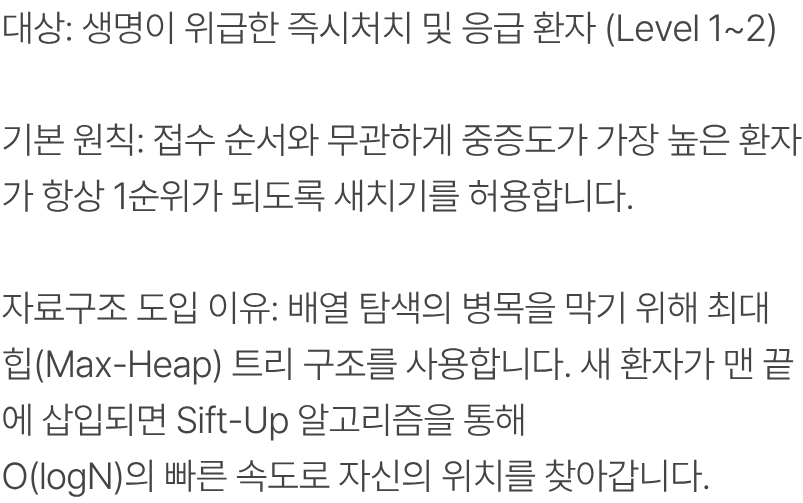 대상: 생명이 위급한 즉시처치 및 응급 환자 (Level 1~2)
기본 원칙: 접수 순서와 무관하게 중증도가 가장 높은 환자
가 항상 1순위가 되도록 새치기를 허용합니다.
자료구조 도입 이유: 배열 탐색의 병목을 막기 위해 최대
힙(Max-Heap) 트리 구조를 사용합니다. 새 환자가 맨 끝
에 삽입되면 Sift-Up 알고리즘을 통해
O(logN)의 빠른 속도로 자신의 위치를 찾아갑니다.